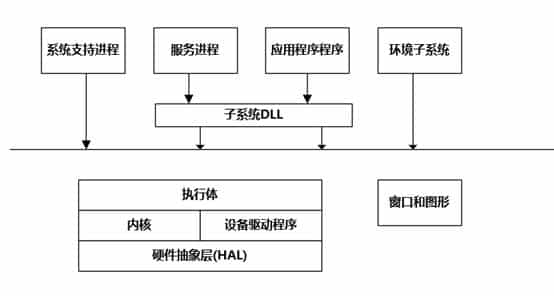 系统支持进程
服务进程
应用程序程序
环境子系统
子系统DLL
执行体
内核
设备驱动程序
硬件抽象层(HAL)
窗口和图形